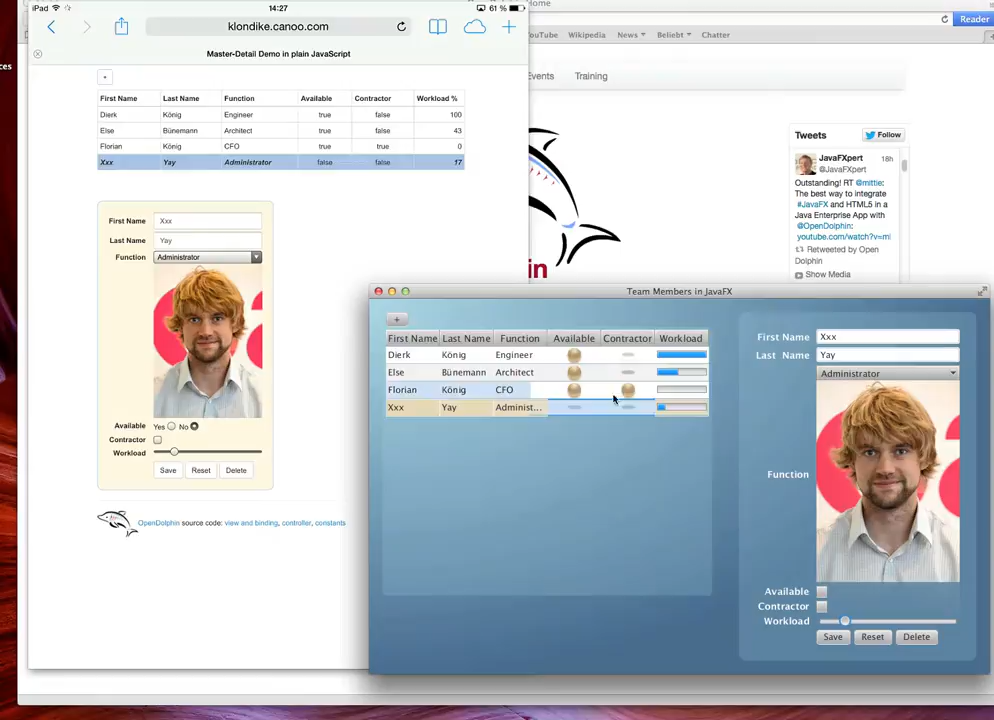 iPad
14:27
61 %
klondike.canoo.com
Master-Detail Demo in plain JavaScript
+
First Name Last Name Function Available Contractor Workload %
Dierk König Engineer true false 100
Else Bünemann Architect true false 43
Florian König CFO true true 0
Xxx Yay Administrator false false 17
First Name Xxx
Last Name Yay
Function Administrator
Available Yes No
Contractor
Workload
Save Reset Delete
OpenDolphin source code: view and binding, controller, constants
ces
Home
Reader
YouTube Wikipedia News Beliebt Chatter
Events Training
in
Tweets
Follow
JavaFXpert 18h
@JavaFXpert
Outstanding! RT @mittie:
The best way to integrate
#JavaFX and HTML5 in a
Java Enterprise App with
@OpenDolphin:
youtube.com/watch?v=mi
Retweeted by Open
Dolphin
Show Media
Team Members in JavaFX
+
First Name Last Name Function Available Contractor Workload
Dierk König Engineer
Else Bünemann Architect
Florian König CFO
Xxx Yay Administ...
First Name Xxx
Last Name Yay
Administrator
Function
Available
Contractor
Workload
Save Reset Delete